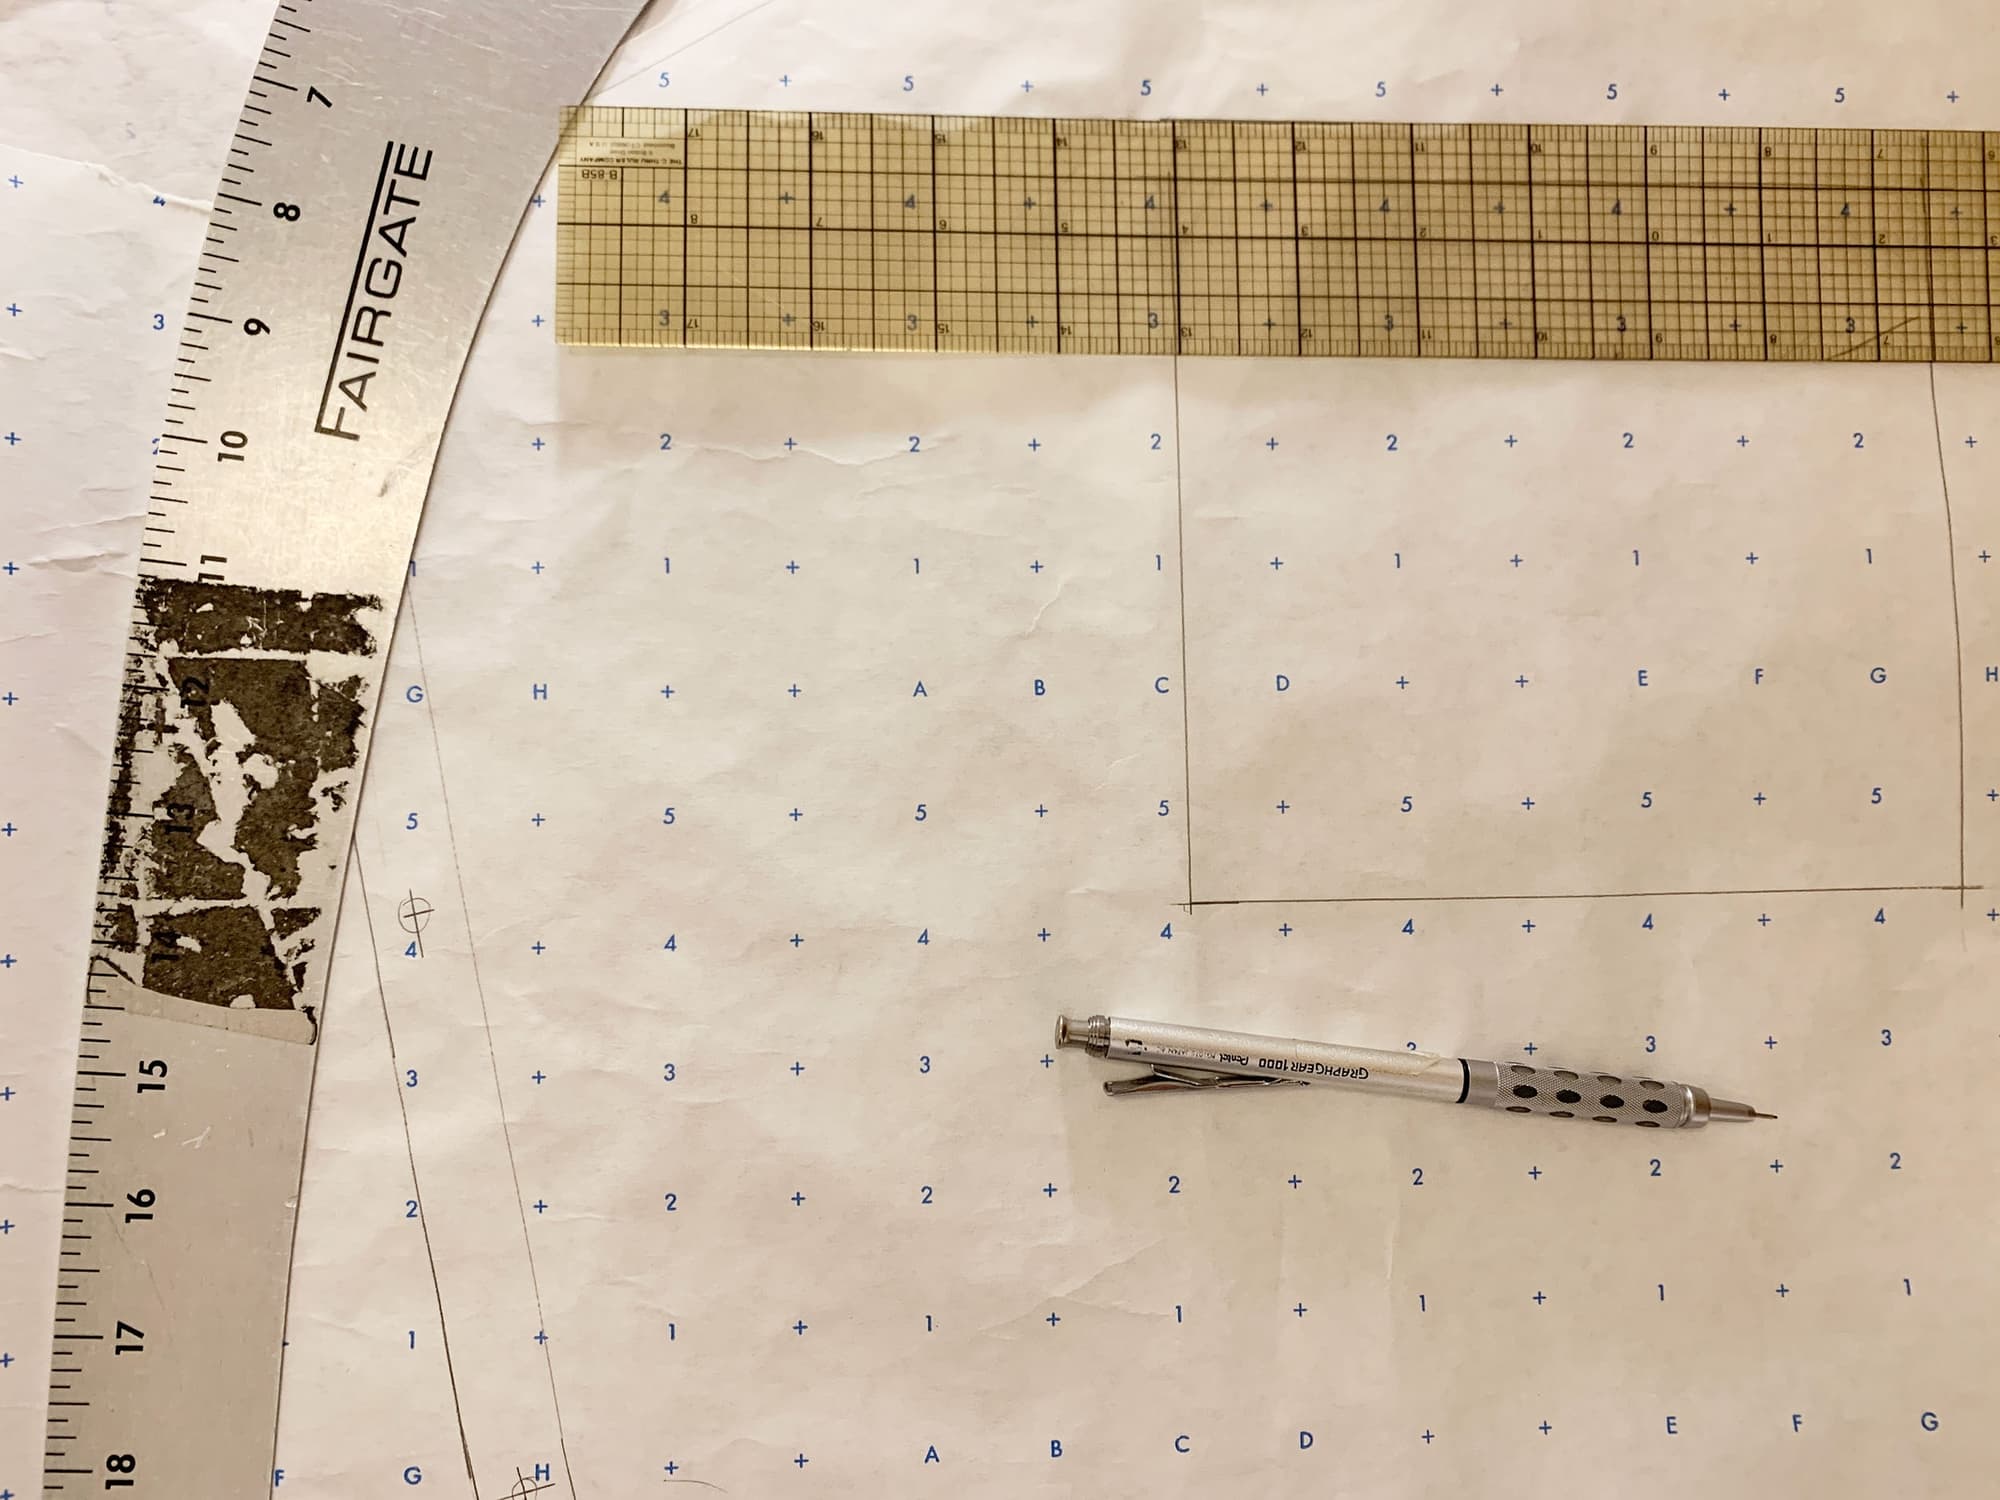 5 + 5 + 5 + 5 + 5 + 5 +
7
17 16 15 14 13 12 11 10 9 8 7 6
THE C-THRU RULER COMPANY
B-85B
FAIRGATE
8
+ 4 + 4 + 4 + 4 + 4 + 4 + 4 +
8 7 6 5 4 3 2 1 0 1 2 3
+ 3 + 3 + 3 + 3 + 3 + 3 + 3 +
9
17 16 15 14 13 12 11 10 9 8 7
+ + 2 + 2 + 2 + 2 + 2 + 2 +
10
+ 1 + 1 + 1 + 1 + 1 + 1 + 1 +
11
+ G H + + A B C D + + E F G H
12
+ 5 + 5 + 5 + 5 + 5 + 5 + 5 +
13
+ 4 + 4 + 4 + 4 + 4 + 4 + 4 +
14
+ 3 + 3 + 3 + + 3 + 3
GRAPHGEAR 1000 Pentel
JAPAN
15
+ 2 + 2 + 2 + 2 + 2 + 2 + 2
16
+ 1 + 1 + 1 + 1 + 1 + 1 + 1
17
+ F G H + + A B C D + + E F G
18